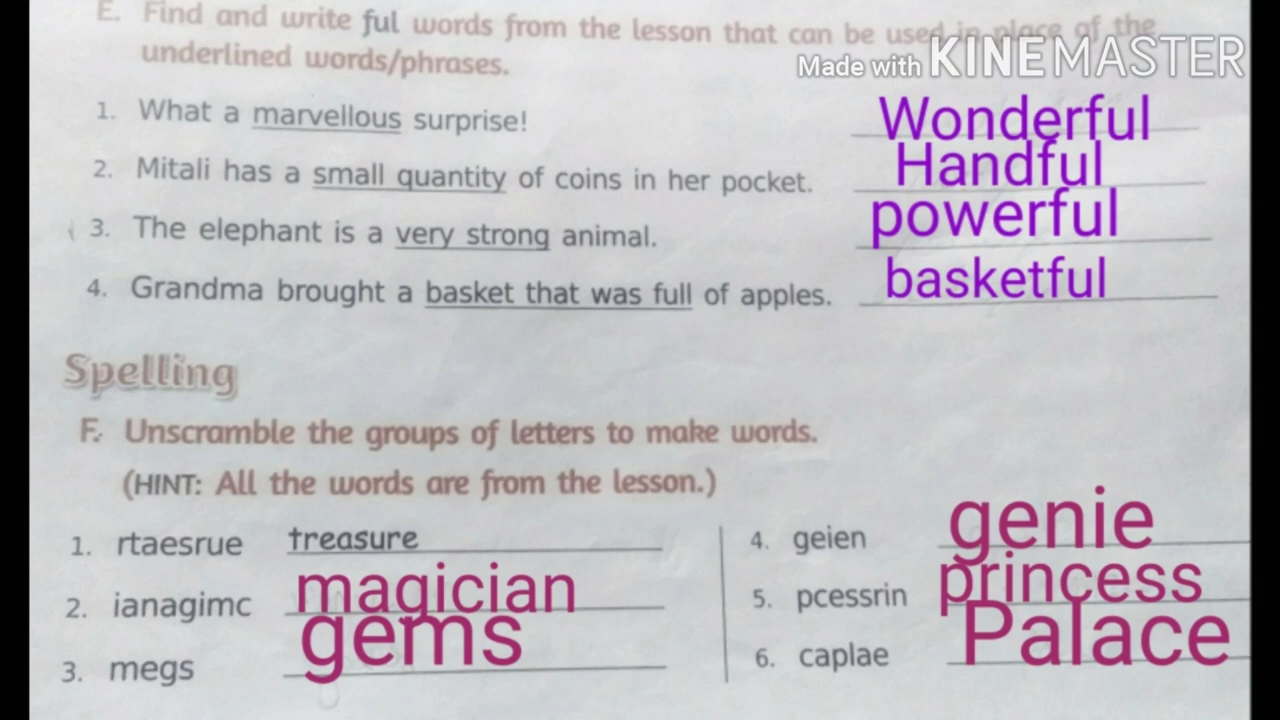 E. Find and write ful words from the lesson that can be used in place of the
underlined words/phrases.
Made with KINEMASTER
1. What a marvellous surprise! Wonderful
2. Mitali has a small quantity of coins in her pocket. Handful
3. The elephant is a very strong animal. powerful
4. Grandma brought a basket that was full of apples. basketful
Spelling
F. Unscramble the groups of letters to make words.
(HINT: All the words are from the lesson.)
1. rtaesrue treasure
2. ianagimc magician
3. megs gems
4. geien genie
5. pcessrin princess
6. caplae Palace